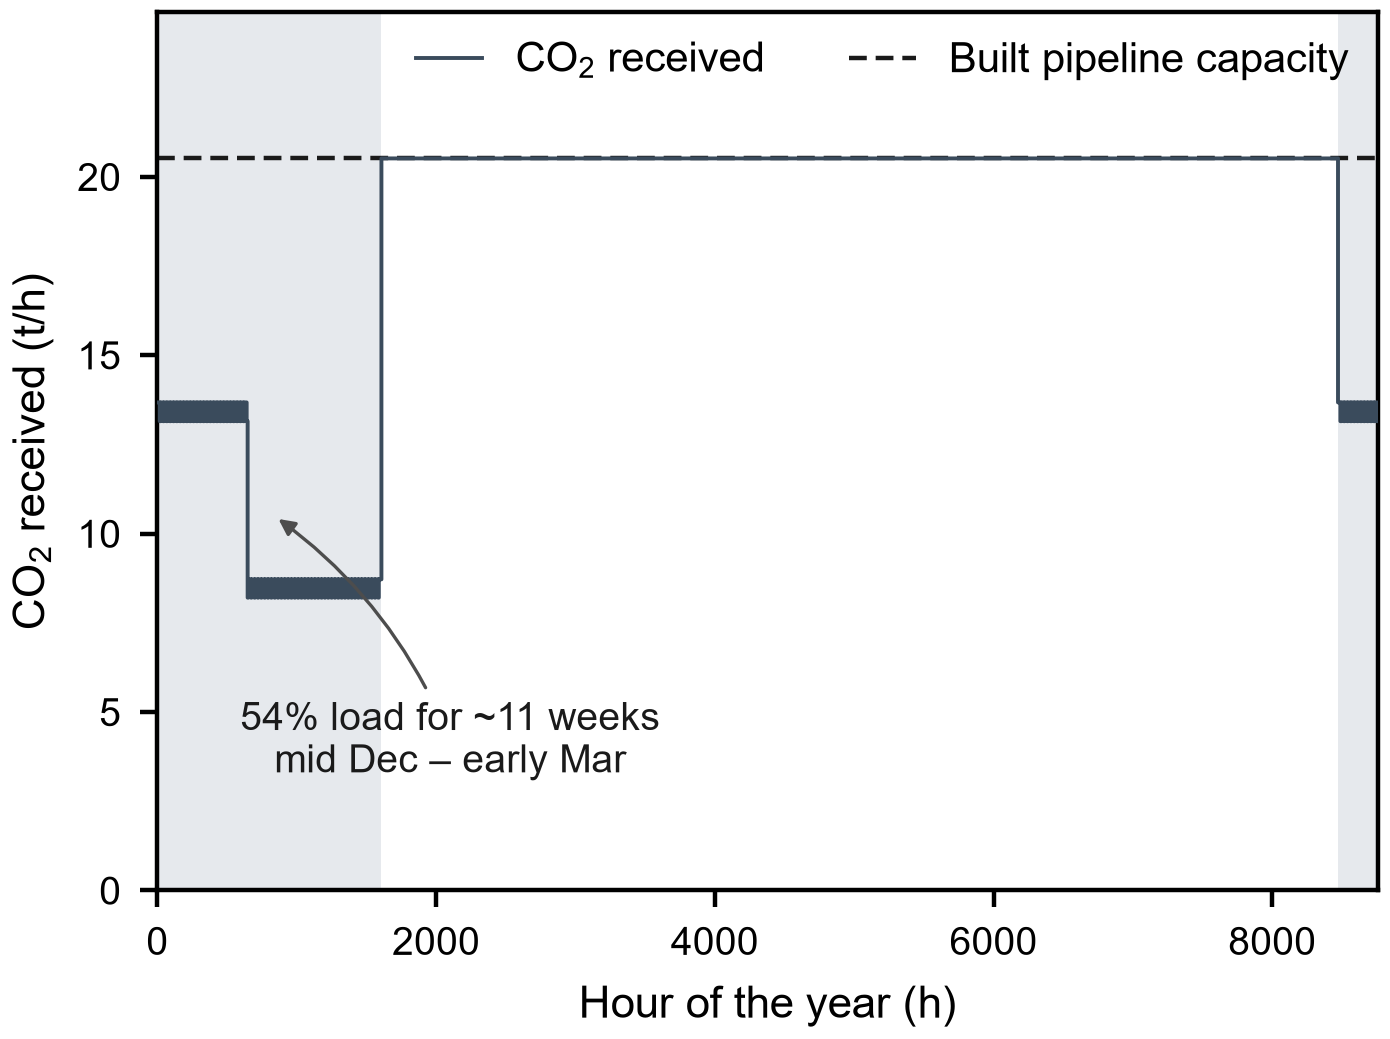 CO₂ received
Built pipeline capacity
CO₂ received (t/h)
20
15
10
5
0
54% load for ~11 weeks
mid Dec – early Mar
0 2000 4000 6000 8000
Hour of the year (h)